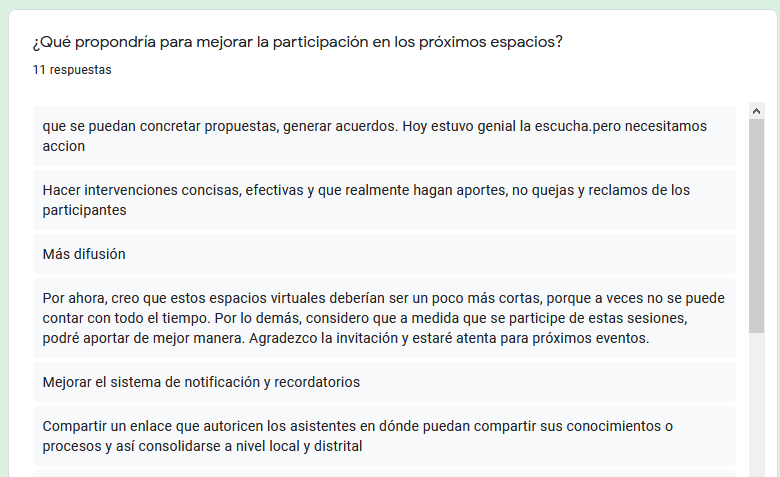 ¿Qué propondría para mejorar la participación en los próximos espacios?
11 respuestas
que se puedan concretar propuestas, generar acuerdos. Hoy estuvo genial la escucha.pero necesitamos
accion
Hacer intervenciones concisas, efectivas y que realmente hagan aportes, no quejas y reclamos de los
participantes
Más difusión
Por ahora, creo que estos espacios virtuales deberían ser un poco más cortas, porque a veces no se puede
contar con todo el tiempo. Por lo demás, considero que a medida que se participe de estas sesiones,
podré aportar de mejor manera. Agradezco la invitación y estaré atenta para próximos eventos.
Mejorar el sistema de notificación y recordatorios
Compartir un enlace que autoricen los asistentes en dónde puedan compartir sus conocimientos o
procesos y así consolidarse a nivel local y distrital